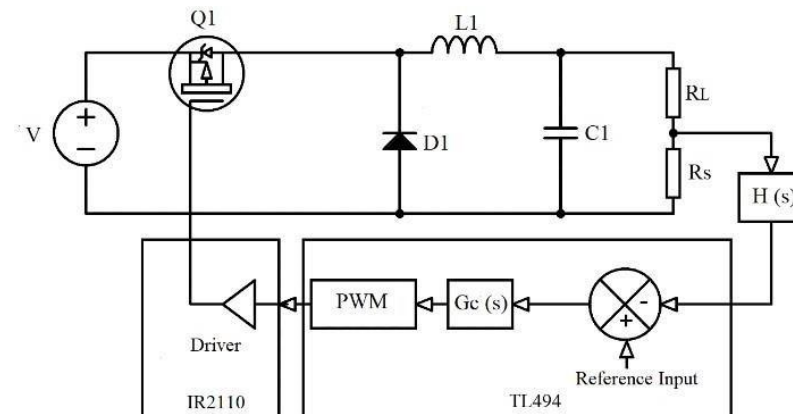 Q1
L1
V
D1
C1
RL
Rs
H (s)
PWM
Gc (s)
Driver
Reference Input
IR2110
TL494